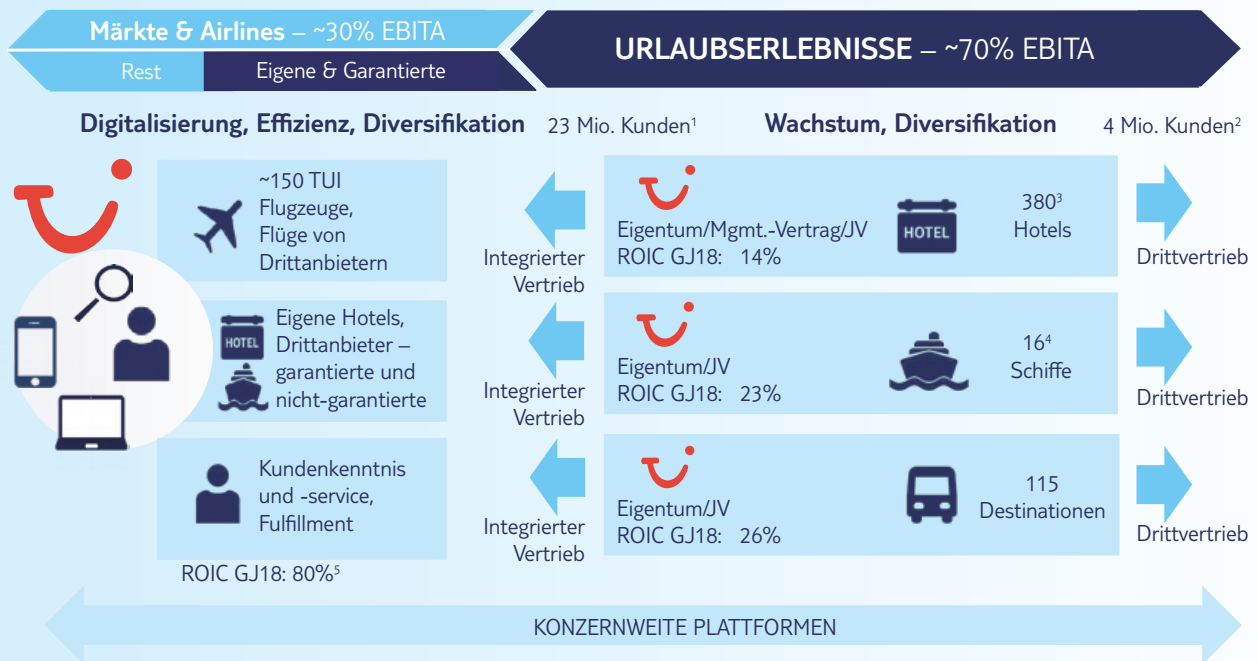 Märkte & Airlines – ~30% EBITA
Rest
Eigene & Garantierte
URLAUBSERLEBNISSE – ~70% EBITA
Digitalisierung, Effizienz, Diversifikation
23 Mio. Kunden¹
Wachstum, Diversifikation
4 Mio. Kunden²
~150 TUI
Flugzeuge,
Flüge von
Drittanbietern
Integrierter
Vertrieb
Eigentum/Mgmt.-Vertrag/JV
ROIC GJ18: 14%
HOTEL
380³
Hotels
Drittvertrieb
HOTEL
Eigene Hotels,
Drittanbieter –
garantierte und
nicht-garantierte
Integrierter
Vertrieb
Eigentum/JV
ROIC GJ18: 23%
16⁴
Schiffe
Drittvertrieb
Kundenkenntnis
und -service,
Fulfillment
Integrierter
Vertrieb
Eigentum/JV
ROIC GJ18: 26%
115
Destinationen
Drittvertrieb
ROIC GJ18: 80%⁵
KONZERNWEITE PLATTFORMEN